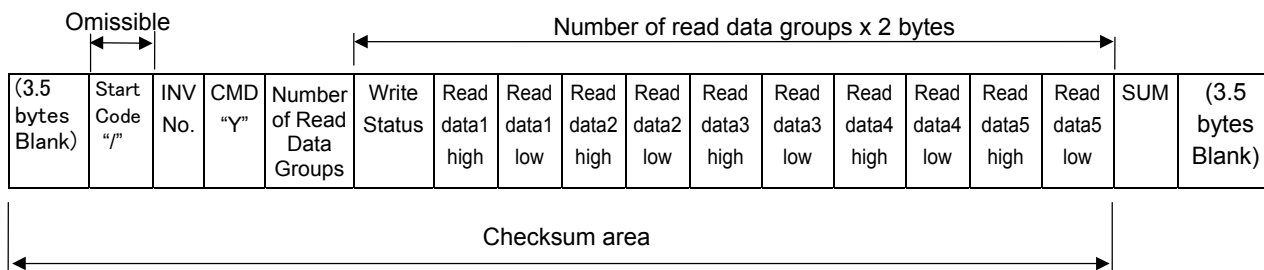 Omissible
Number of read data groups x 2 bytes
(3.5 bytes Blank)
Start Code "/"
INV No.
CMD "Y"
Number of Read Data Groups
Write Status
Read data1 high
Read data1 low
Read data2 high
Read data2 low
Read data3 high
Read data3 low
Read data4 high
Read data4 low
Read data5 high
Read data5 low
SUM
(3.5 bytes Blank)
Checksum area